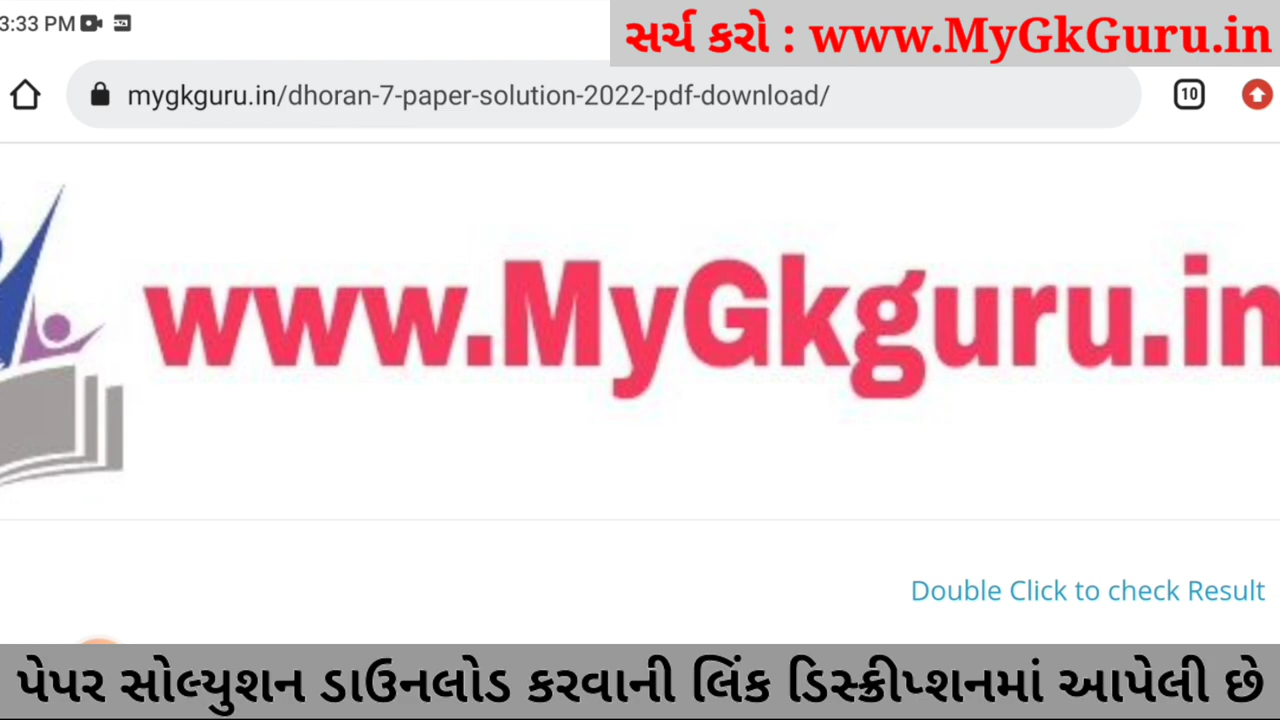 3:33 PM
સર્ચ કરો : www.MyGkGuru.in
mygkguru.in/dhoran-7-paper-solution-2022-pdf-download/
10
www.MyGkguru.in
Double Click to check Result
પેપર સોલ્યુશન ડાઉનલોડ કરવાની લિંક ડિસ્ક્રીપ્શનમાં આપેલી છે